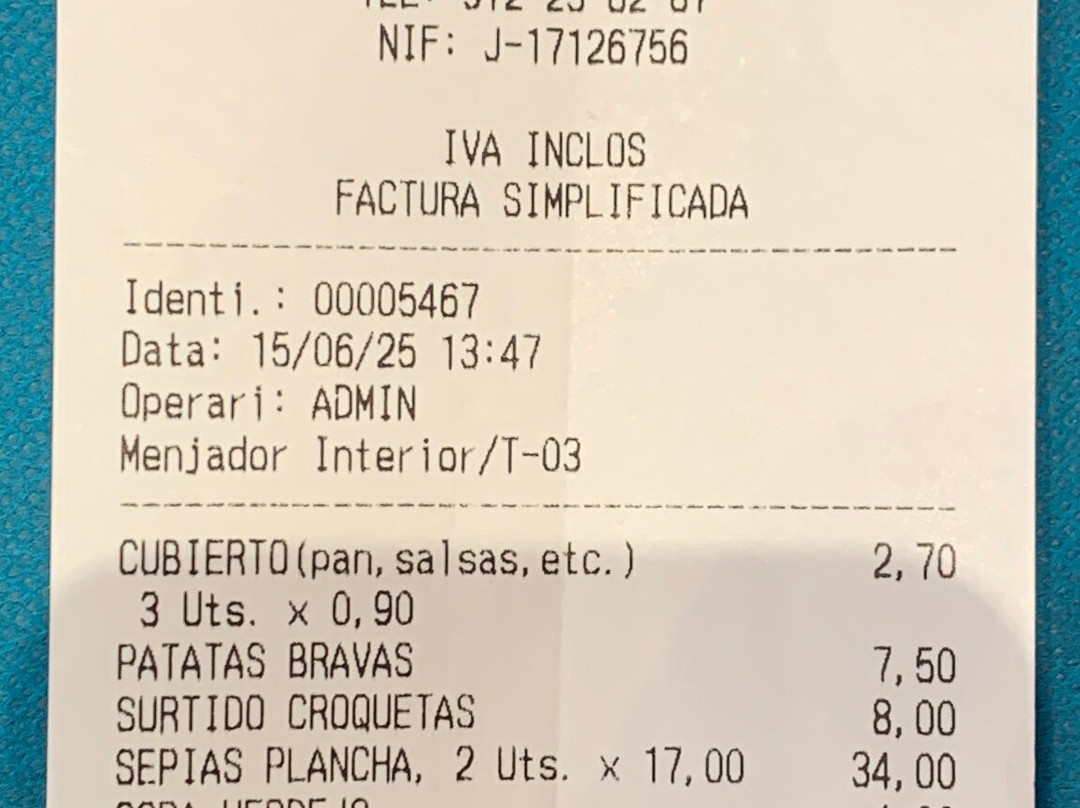 NIF: J-17126756
IVA INCLOS
FACTURA SIMPLIFICADA
Identi.: 00005467
Data: 15/06/25 13:47
Operari: ADMIN
Menjador Interior/T-03
CUBIERTO(pan,salsas,etc.) 2,70
3 Uts. x 0,90
PATATAS BRAVAS 7,50
SURTIDO CROQUETAS 8,00
SEPIAS PLANCHA, 2 Uts. x 17,00 34,00